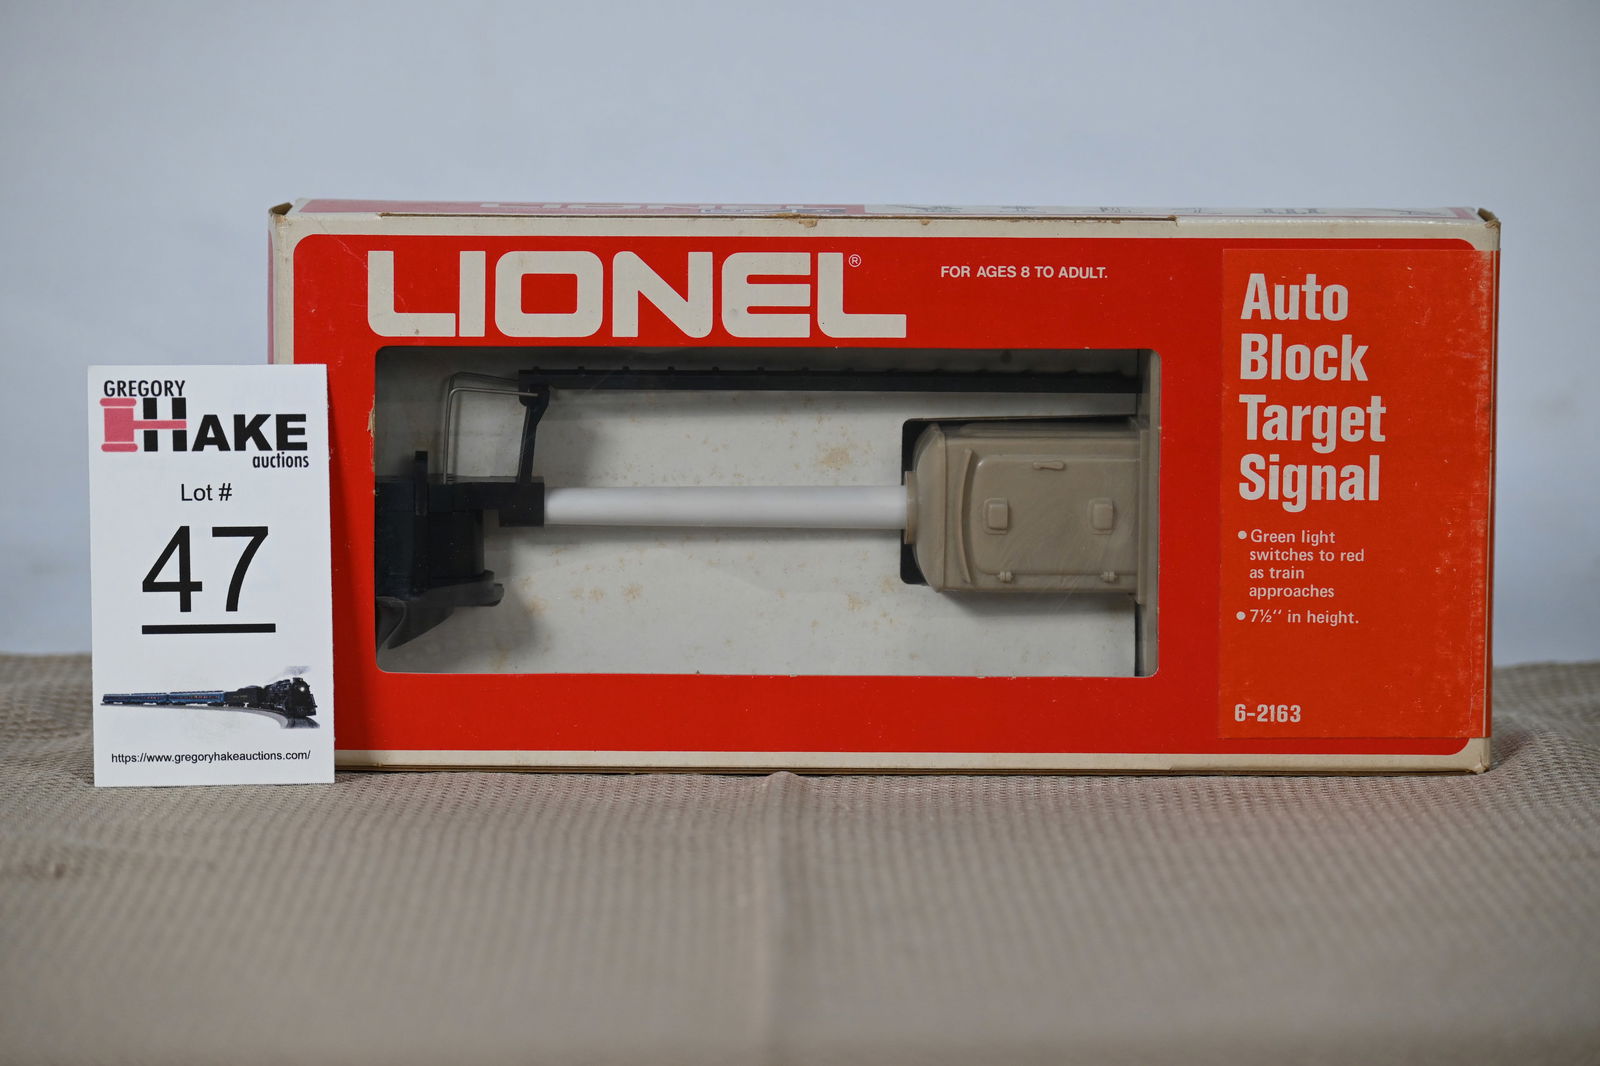 LIONEL®
FOR AGES 8 TO ADULT.
Auto
Block
Target
Signal
• Green light
switches to red
as train
approaches
• 7½" in height.
6-2163
GREGORY
HAKE
auctions
Lot #
47
https://www.gregoryhakeauctions.com/
LIONEL